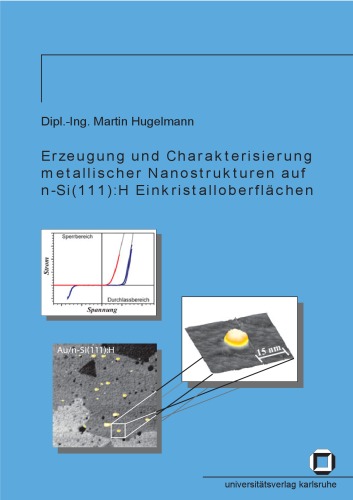 Dipl.-Ing. Martin Hugelmann
Erzeugung und Charakterisierung
metallischer Nanostrukturen auf
n-Si(111):H Einkristalloberflächen
Sperrbereich
Strom
Durchlassbereich
Spannung
15 nm
Au/n-Si(111):H
universitätsverlag karlsruhe